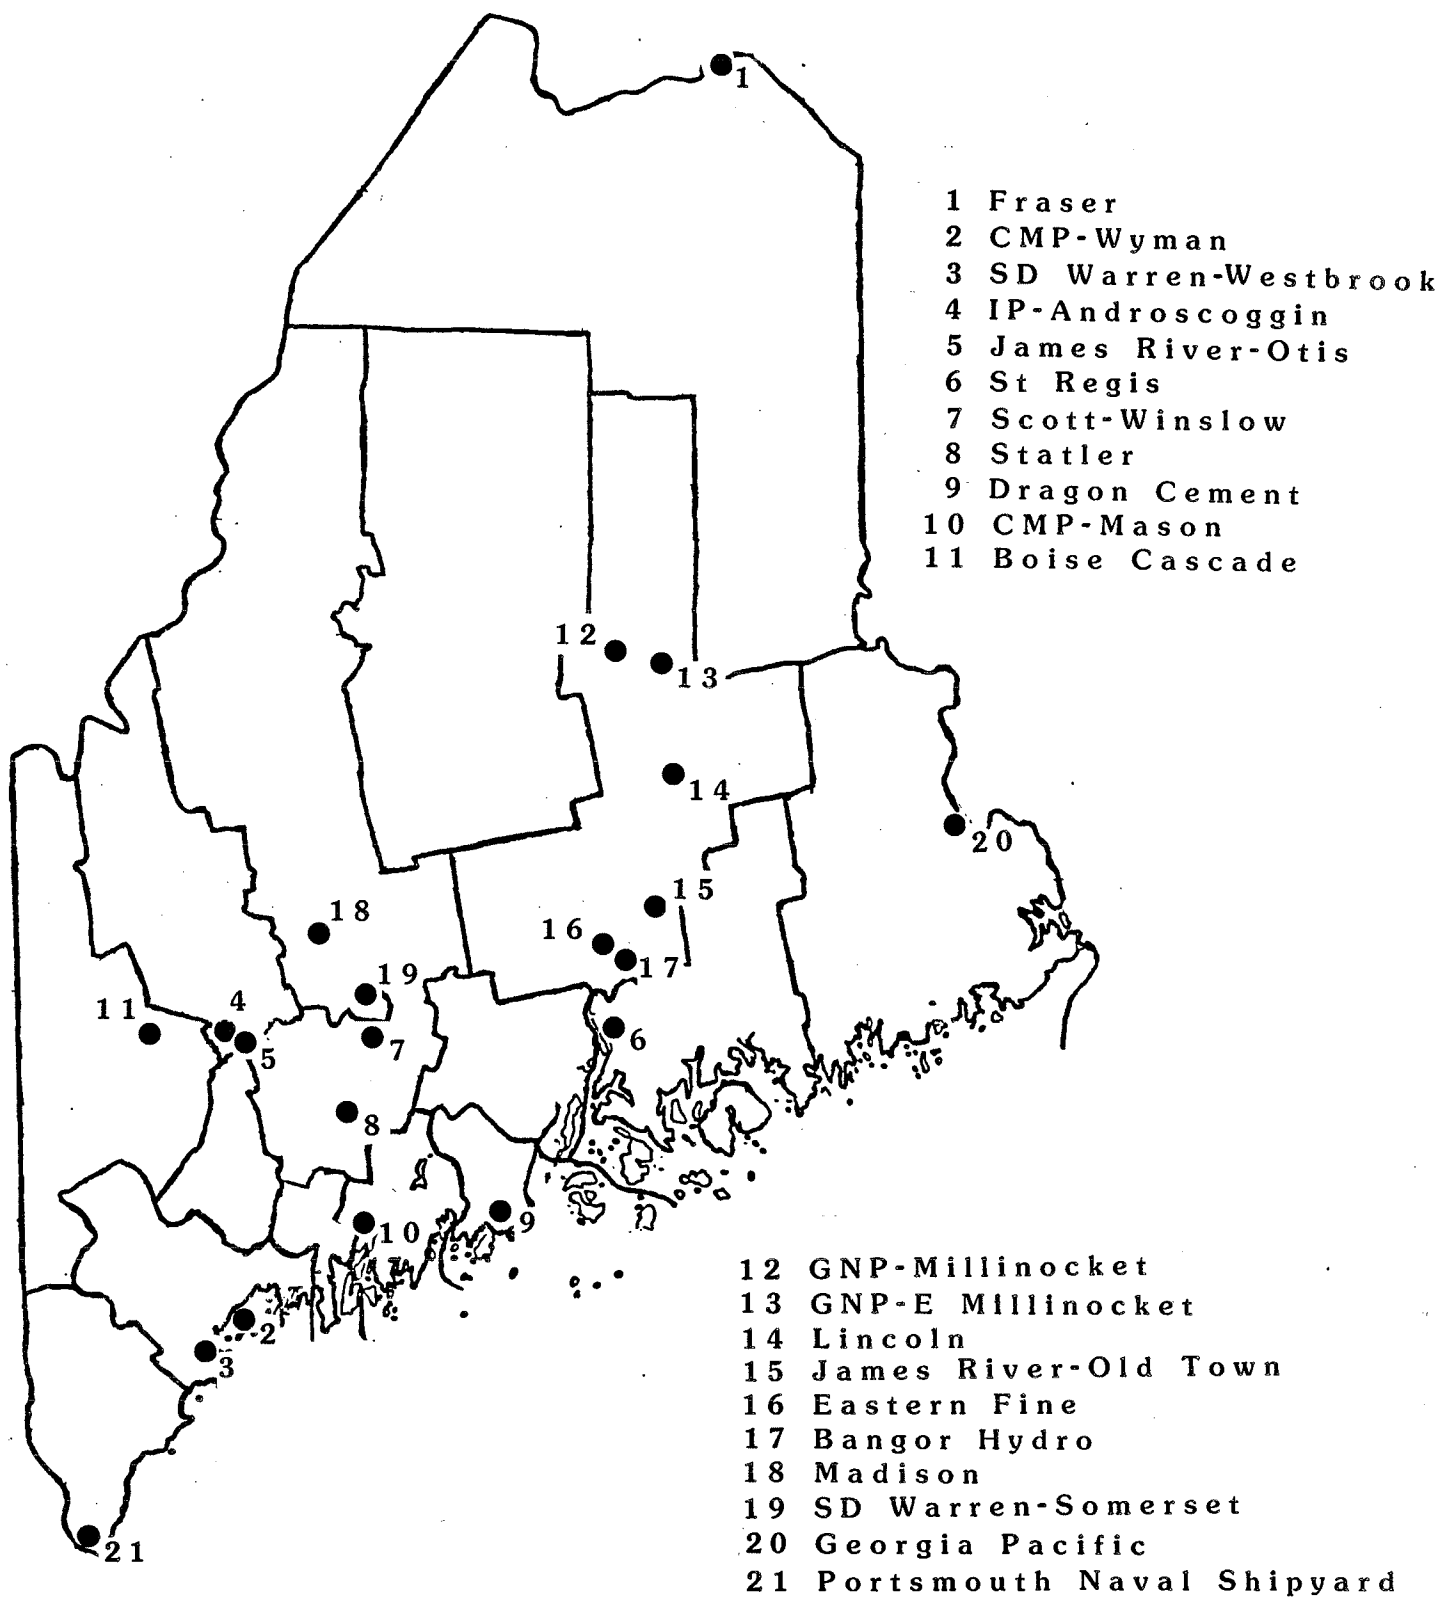 1
1 Fraser
2 CMP-Wyman
3 SD Warren-Westbrook
4 IP-Androscoggin
5 James River-Otis
6 St Regis
7 Scott-Winslow
8 Statler
9 Dragon Cement
10 CMP-Mason
11 Boise Cascade
12
13
14
20
15
18
16
17
19
11
4
5
7
6
8
9
10
2
3
21
12 GNP-Millinocket
13 GNP-E Millinocket
14 Lincoln
15 James River-Old Town
16 Eastern Fine
17 Bangor Hydro
18 Madison
19 SD Warren-Somerset
20 Georgia Pacific
21 Portsmouth Naval Shipyard